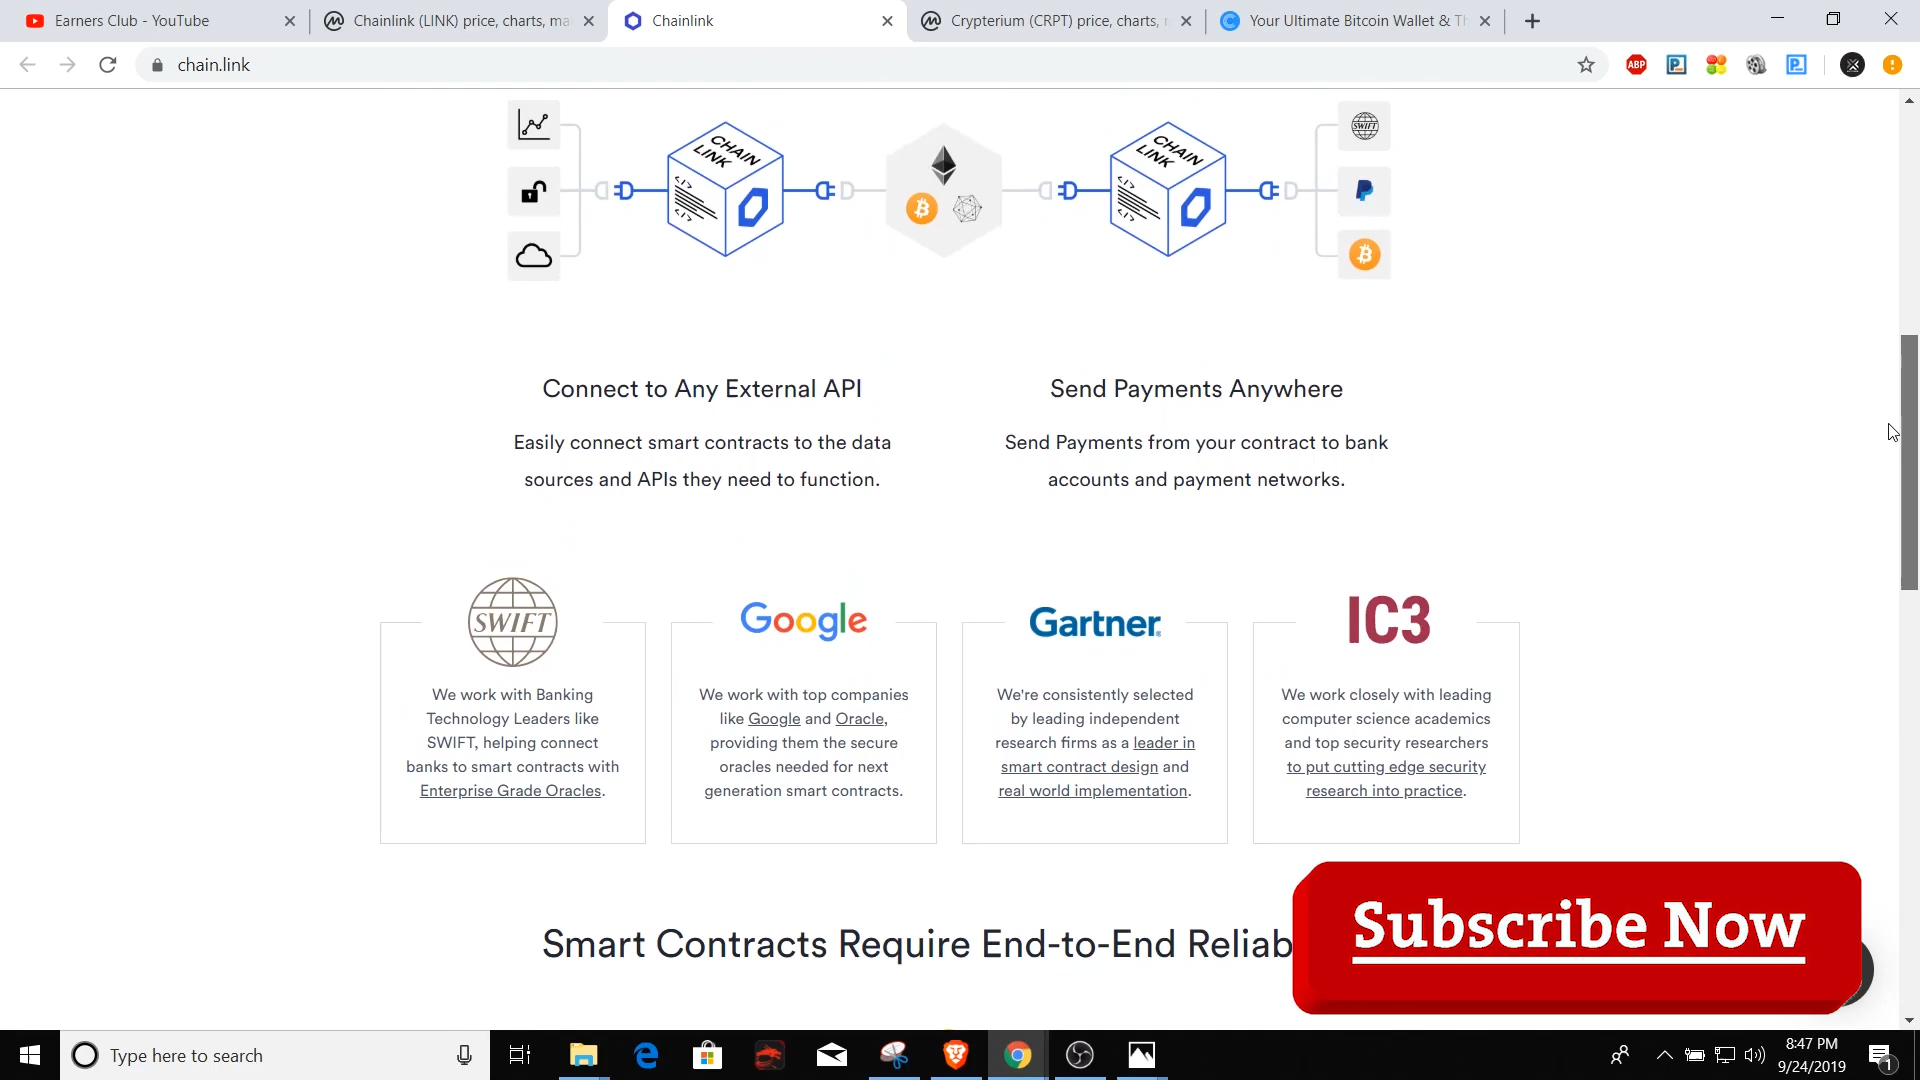 Earners Club - YouTube
Chainlink (LINK) price, charts, ma
Chainlink
Crypterium (CRPT) price, charts,
Your Ultimate Bitcoin Wallet & Th
chain.link
ABP
CHAIN
LINK
CHAIN
LINK
SWIFT
Connect to Any External API
Easily connect smart contracts to the data
sources and APIs they need to function.
Send Payments Anywhere
Send Payments from your contract to bank
accounts and payment networks.
SWIFT
We work with Banking
Technology Leaders like
SWIFT, helping connect
banks to smart contracts with
Enterprise Grade Oracles.
Google
We work with top companies
like Google and Oracle,
providing them the secure
oracles needed for next
generation smart contracts.
Gartner
We're consistently selected
by leading independent
research firms as a leader in
smart contract design and
real world implementation.
IC3
We work closely with leading
computer science academics
and top security researchers
to put cutting edge security
research into practice.
Smart Contracts Require End-to-End Reliab
Subscribe Now
Type here to search
8:47 PM
9/24/2019
1